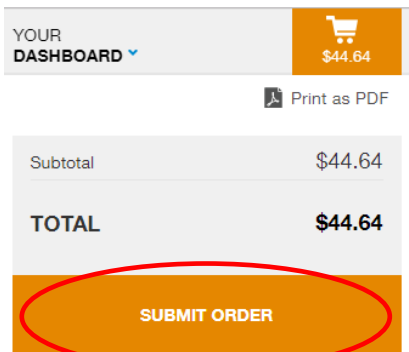 YOUR
DASHBOARD
$44.64
Print as PDF
Subtotal $44.64
TOTAL $44.64
SUBMIT ORDER